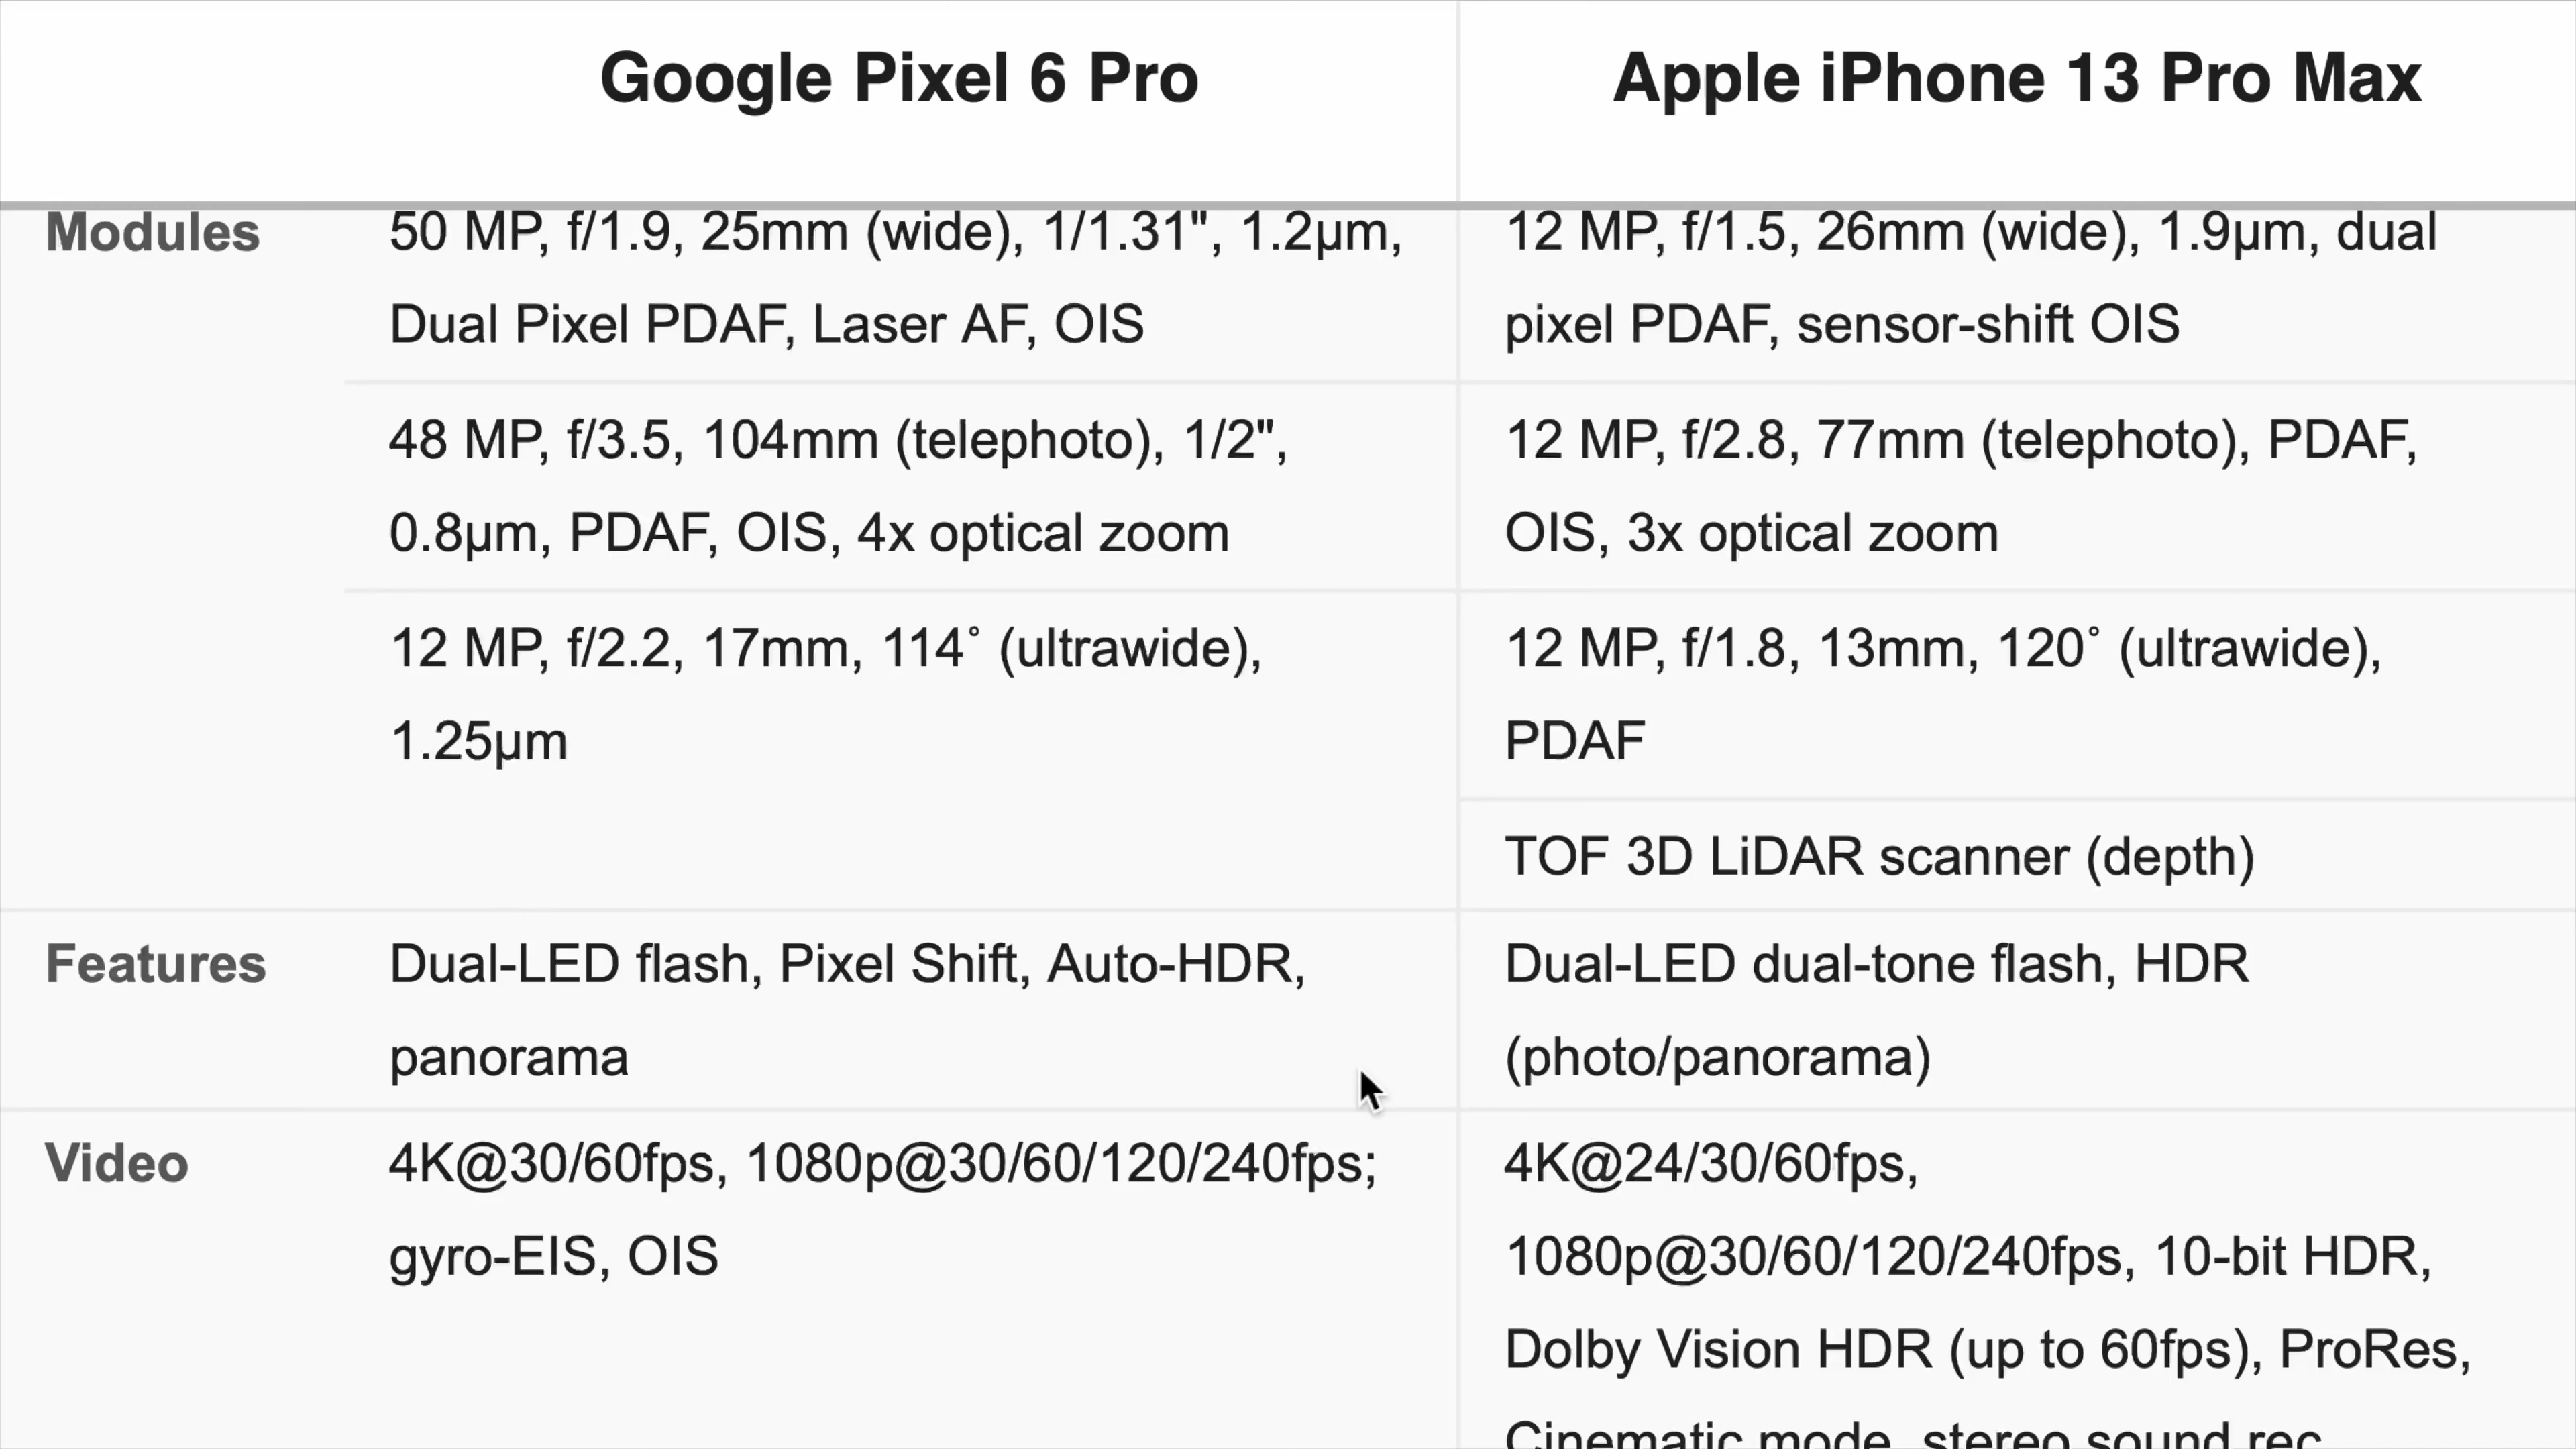 Google Pixel 6 Pro
Apple iPhone 13 Pro Max
Modules
50 MP, f/1.9, 25mm (wide), 1/1.31", 1.2µm,
Dual Pixel PDAF, Laser AF, OIS
12 MP, f/1.5, 26mm (wide), 1.9µm, dual
pixel PDAF, sensor-shift OIS
48 MP, f/3.5, 104mm (telephoto), 1/2",
0.8µm, PDAF, OIS, 4x optical zoom
12 MP, f/2.8, 77mm (telephoto), PDAF,
OIS, 3x optical zoom
12 MP, f/2.2, 17mm, 114˚ (ultrawide),
1.25µm
12 MP, f/1.8, 13mm, 120˚ (ultrawide),
PDAF
TOF 3D LiDAR scanner (depth)
Features
Dual-LED flash, Pixel Shift, Auto-HDR,
panorama
Dual-LED dual-tone flash, HDR
(photo/panorama)
Video
4K@30/60fps, 1080p@30/60/120/240fps;
gyro-EIS, OIS
4K@24/30/60fps,
1080p@30/60/120/240fps, 10-bit HDR,
Dolby Vision HDR (up to 60fps), ProRes,
Cinematic mode, stereo sound rec.